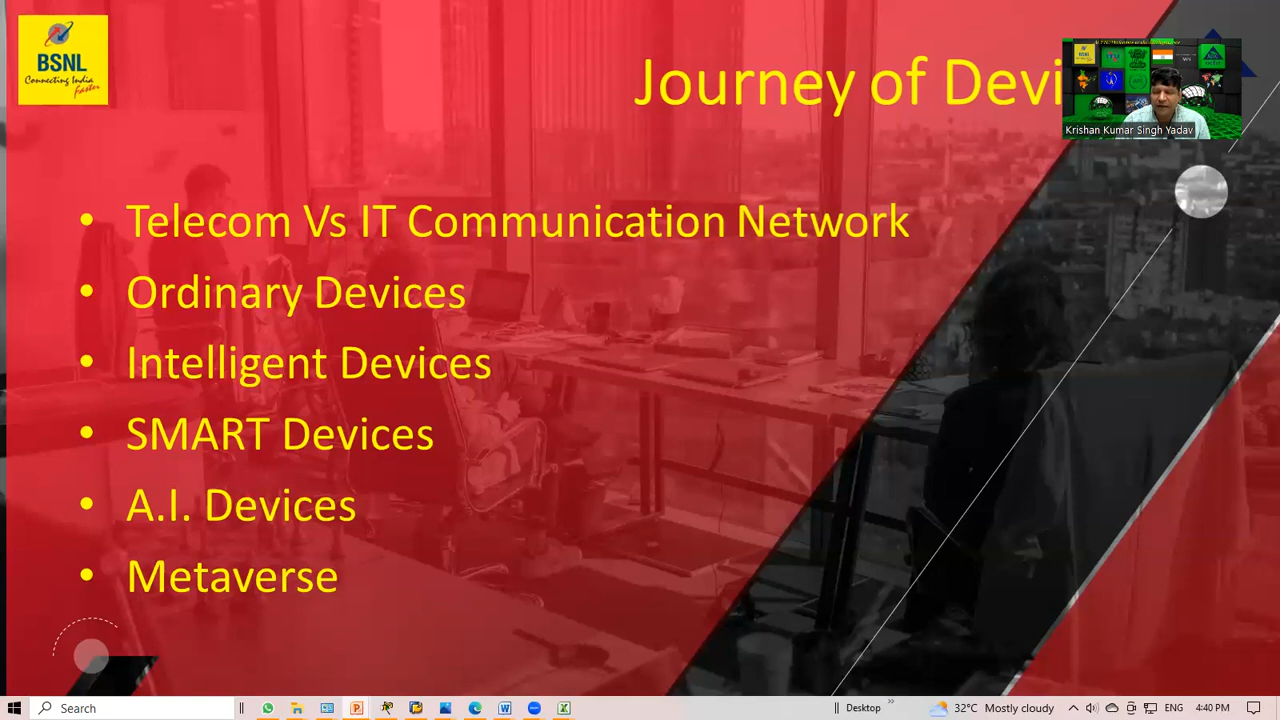 BSNL
Connecting India
Faster
Journey of Devi
Krishan Kumar Singh Yadav
• Telecom Vs IT Communication Network
• Ordinary Devices
• Intelligent Devices
• SMART Devices
• A.I. Devices
• Metaverse
Search
Desktop
32°C Mostly cloudy
ENG
4:40 PM